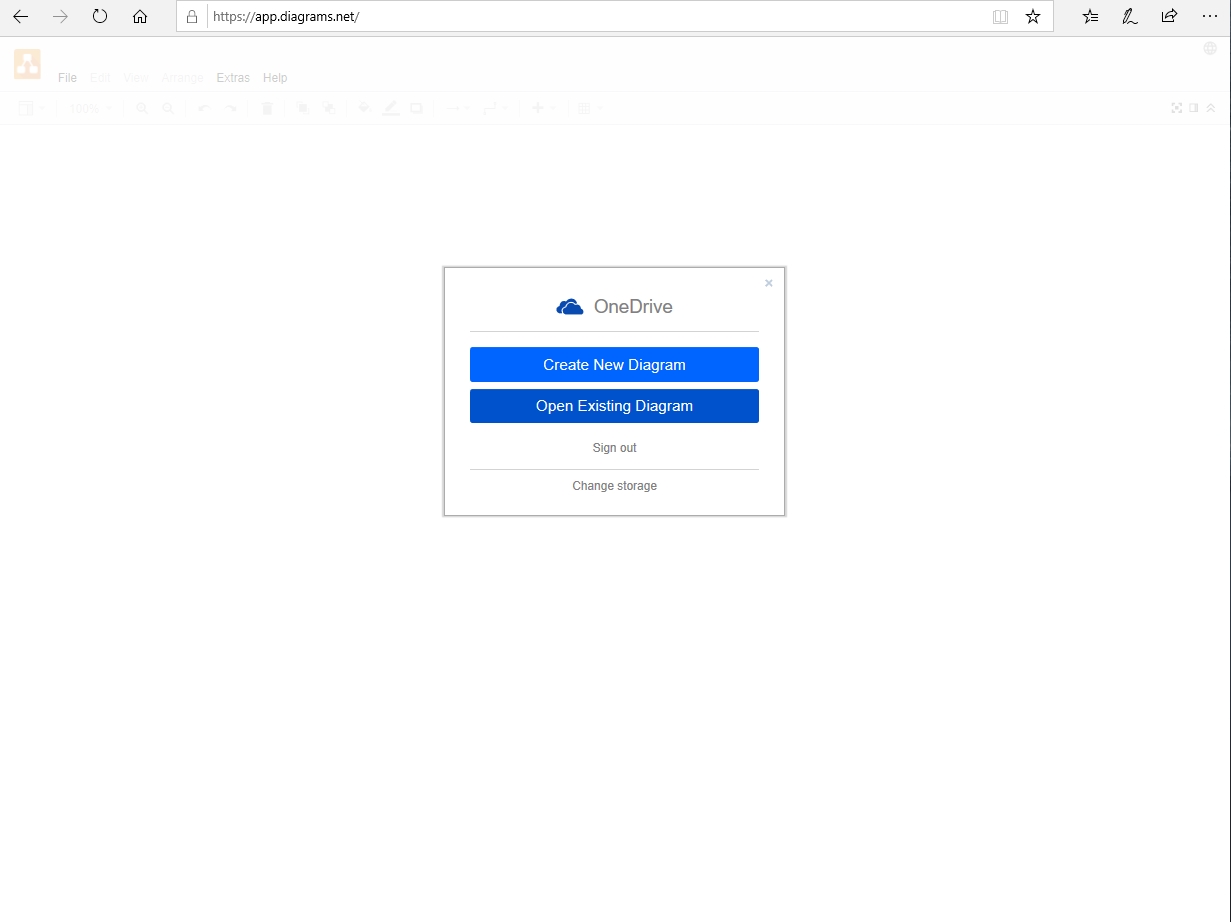 https://app.diagrams.net/
File Edit View Arrange Extras Help
100%
OneDrive
Create New Diagram
Open Existing Diagram
Sign out
Change storage